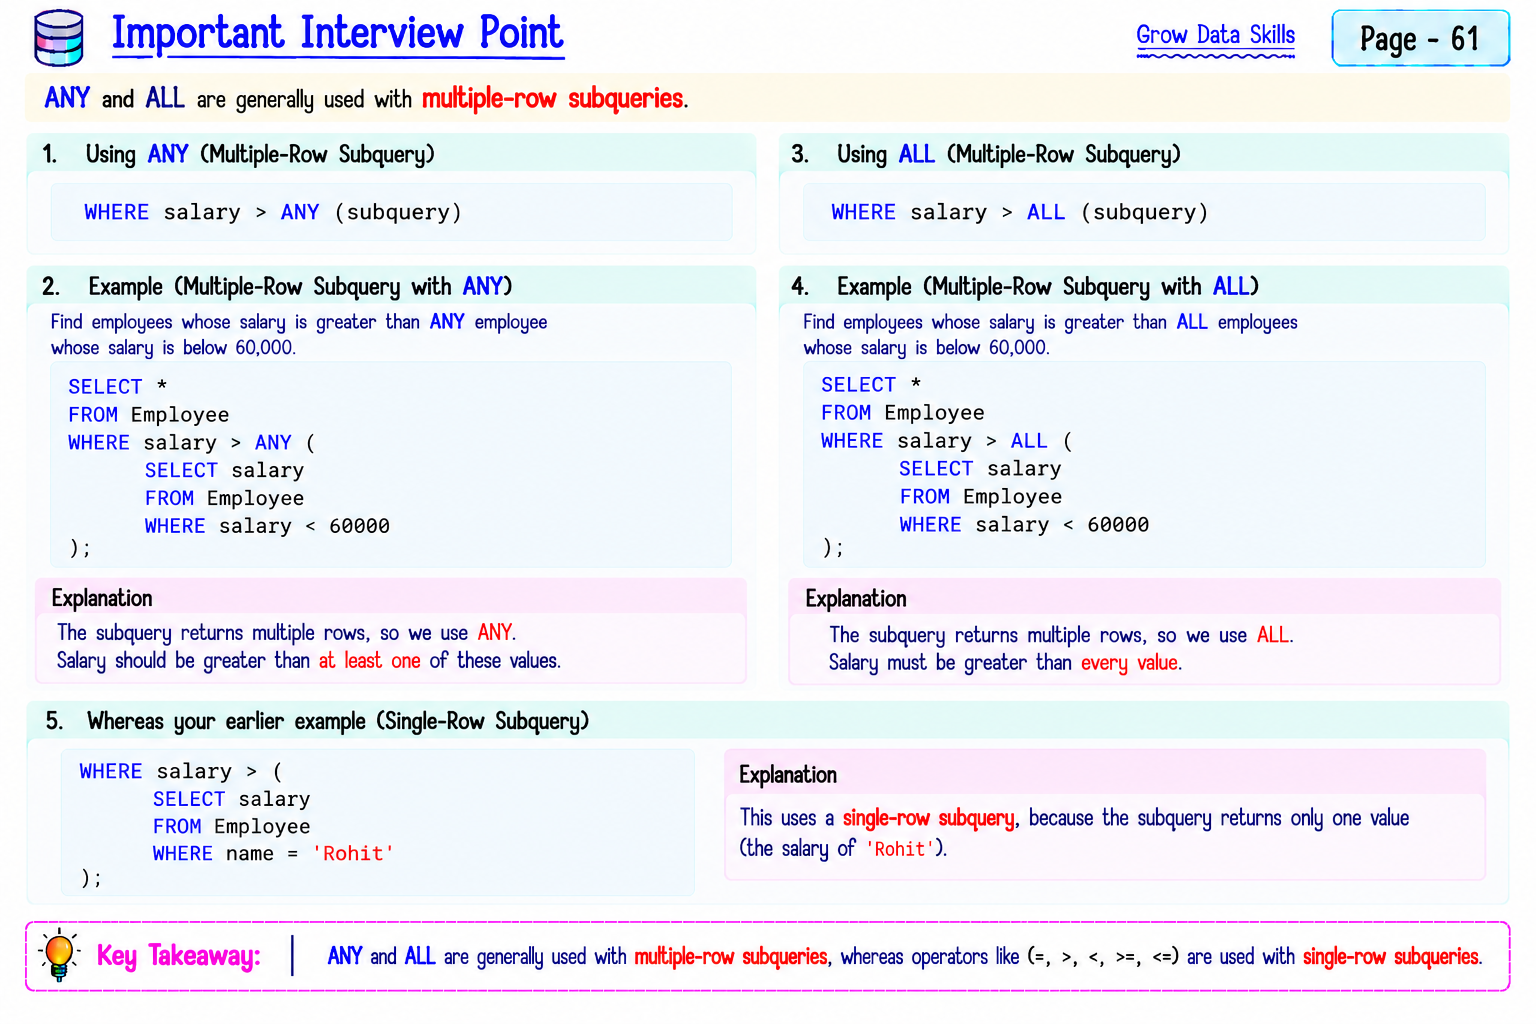 Important Interview Point
Grow Data Skills
Page - 61
ANY and ALL are generally used with multiple-row subqueries.
1. Using ANY (Multiple-Row Subquery)
WHERE salary > ANY (subquery)
2. Example (Multiple-Row Subquery with ANY)
Find employees whose salary is greater than ANY employee
whose salary is below 60,000.
SELECT *
FROM Employee
WHERE salary > ANY (
SELECT salary
FROM Employee
WHERE salary < 60000
);
Explanation
The subquery returns multiple rows, so we use ANY.
Salary should be greater than at least one of these values.
3. Using ALL (Multiple-Row Subquery)
WHERE salary > ALL (subquery)
4. Example (Multiple-Row Subquery with ALL)
Find employees whose salary is greater than ALL employees
whose salary is below 60,000.
SELECT *
FROM Employee
WHERE salary > ALL (
SELECT salary
FROM Employee
WHERE salary < 60000
);
Explanation
The subquery returns multiple rows, so we use ALL.
Salary must be greater than every value.
5. Whereas your earlier example (Single-Row Subquery)
WHERE salary > (
SELECT salary
FROM Employee
WHERE name = 'Rohit'
);
Explanation
This uses a single-row subquery, because the subquery returns only one value
(the salary of 'Rohit').
Key Takeaway:
ANY and ALL are generally used with multiple-row subqueries, whereas operators like (=, >, <, >=, <=) are used with single-row subqueries.